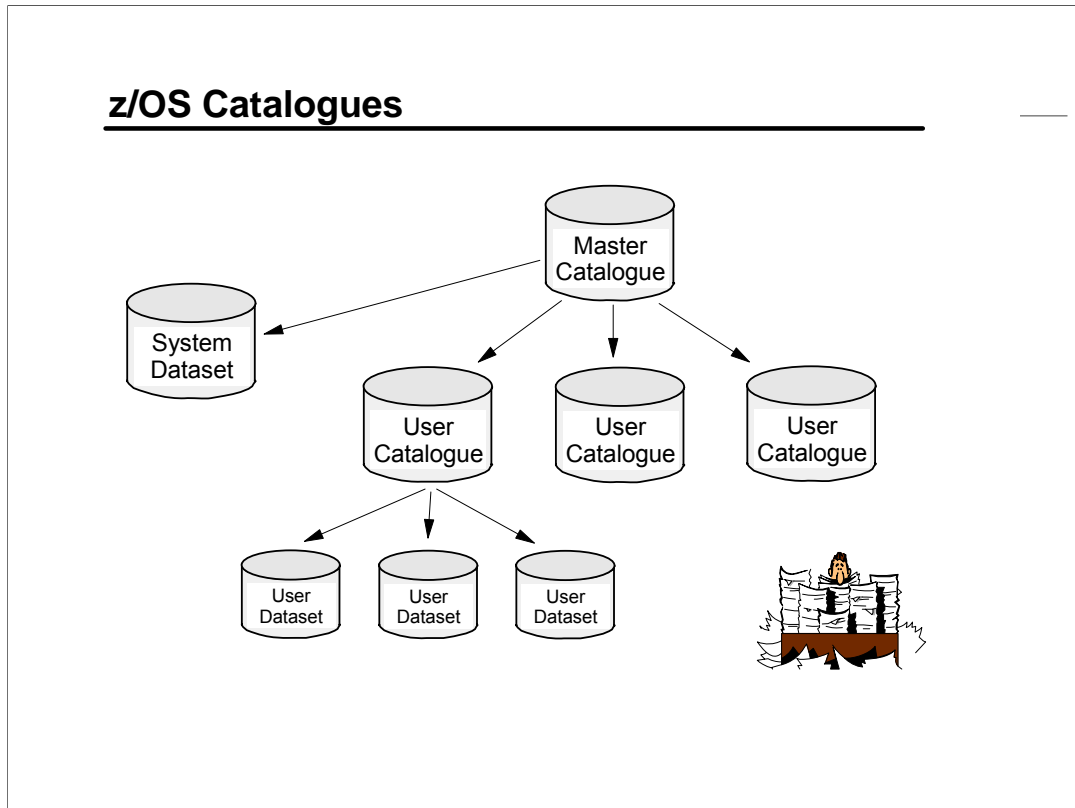 z/OS Catalogues
Master
Catalogue
System
Dataset
User
Catalogue
User
Catalogue
User
Catalogue
User
Dataset
User
Dataset
User
Dataset